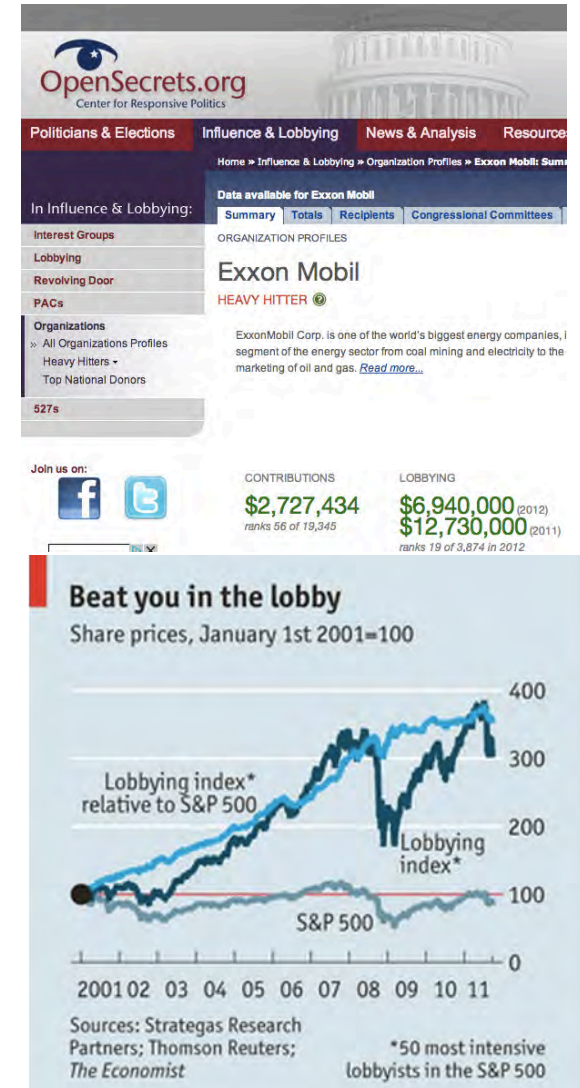 OpenSecrets.org
Center for Responsive Politics
Politicians & Elections Influence & Lobbying News & Analysis Resource
Home » Influence & Lobbying » Organization Profiles » Exxon Mobil: Sum
In Influence & Lobbying:
Interest Groups
Lobbying
Revolving Door
PACs
Organizations
» All Organizations Profiles
Heavy Hitters
Top National Donors
527s
Join us on:
Data available for Exxon Mobil
Summary Totals Recipients Congressional Committees
ORGANIZATION PROFILES
Exxon Mobil
HEAVY HITTER ?
ExxonMobil Corp. is one of the world's biggest energy companies, i
segment of the energy sector from coal mining and electricity to the
marketing of oil and gas. Read more...
CONTRIBUTIONS
$2,727,434
ranks 56 of 19,345
LOBBYING
$6,940,000 (2012)
$12,730,000 (2011)
ranks 19 of 3,874 in 2012
Beat you in the lobby
Share prices, January 1st 2001=100
400
300
200
100
0
Lobbying index*
relative to S&P 500
Lobbying
index*
S&P 500
2001 02 03 04 05 06 07 08 09 10 11
Sources: Strategas Research
Partners; Thomson Reuters;
The Economist
*50 most intensive
lobbyists in the S&P 500